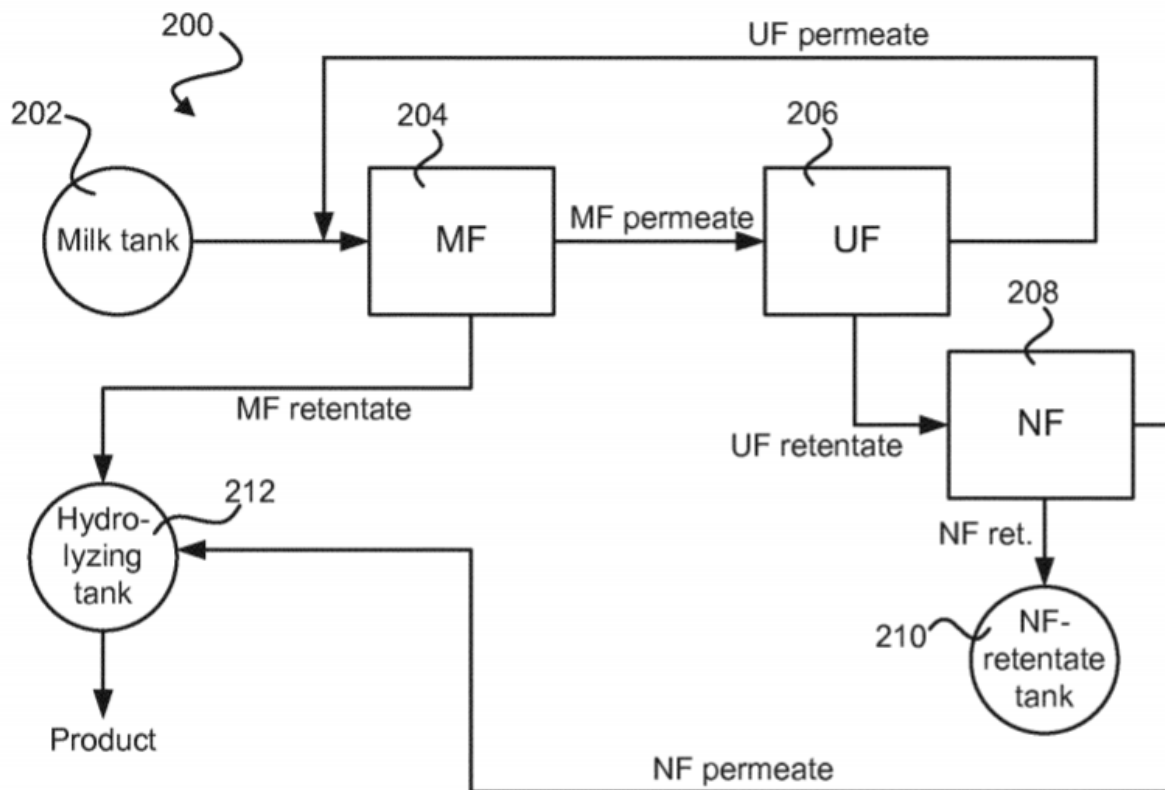 200
UF permeate
202
204
206
Milk tank
MF
MF permeate
UF
208
MF retentate
UF retentate
NF
212
Hydro-
lyzing
tank
NF ret.
210
NF-
retentate
tank
Product
NF permeate